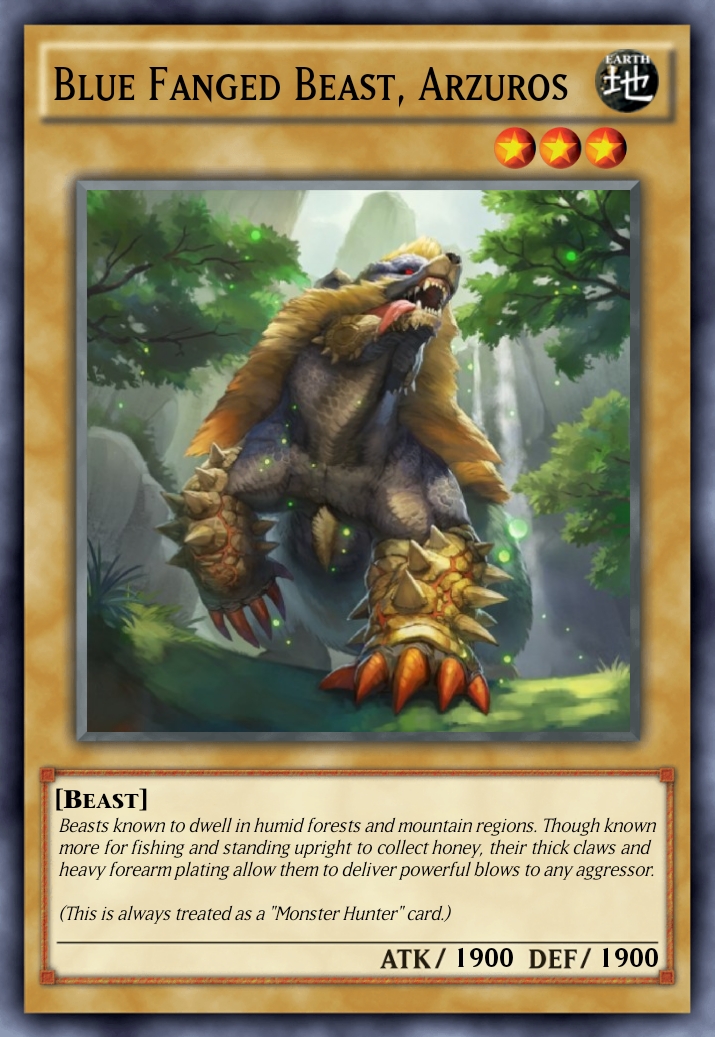 Blue Fanged Beast, Arzuros
EARTH
地
[Beast]
Beasts known to dwell in humid forests and mountain regions. Though known
more for fishing and standing upright to collect honey, their thick claws and
heavy forearm plating allow them to deliver powerful blows to any aggressor.
(This is always treated as a "Monster Hunter" card.)
ATK/ 1900 DEF/ 1900